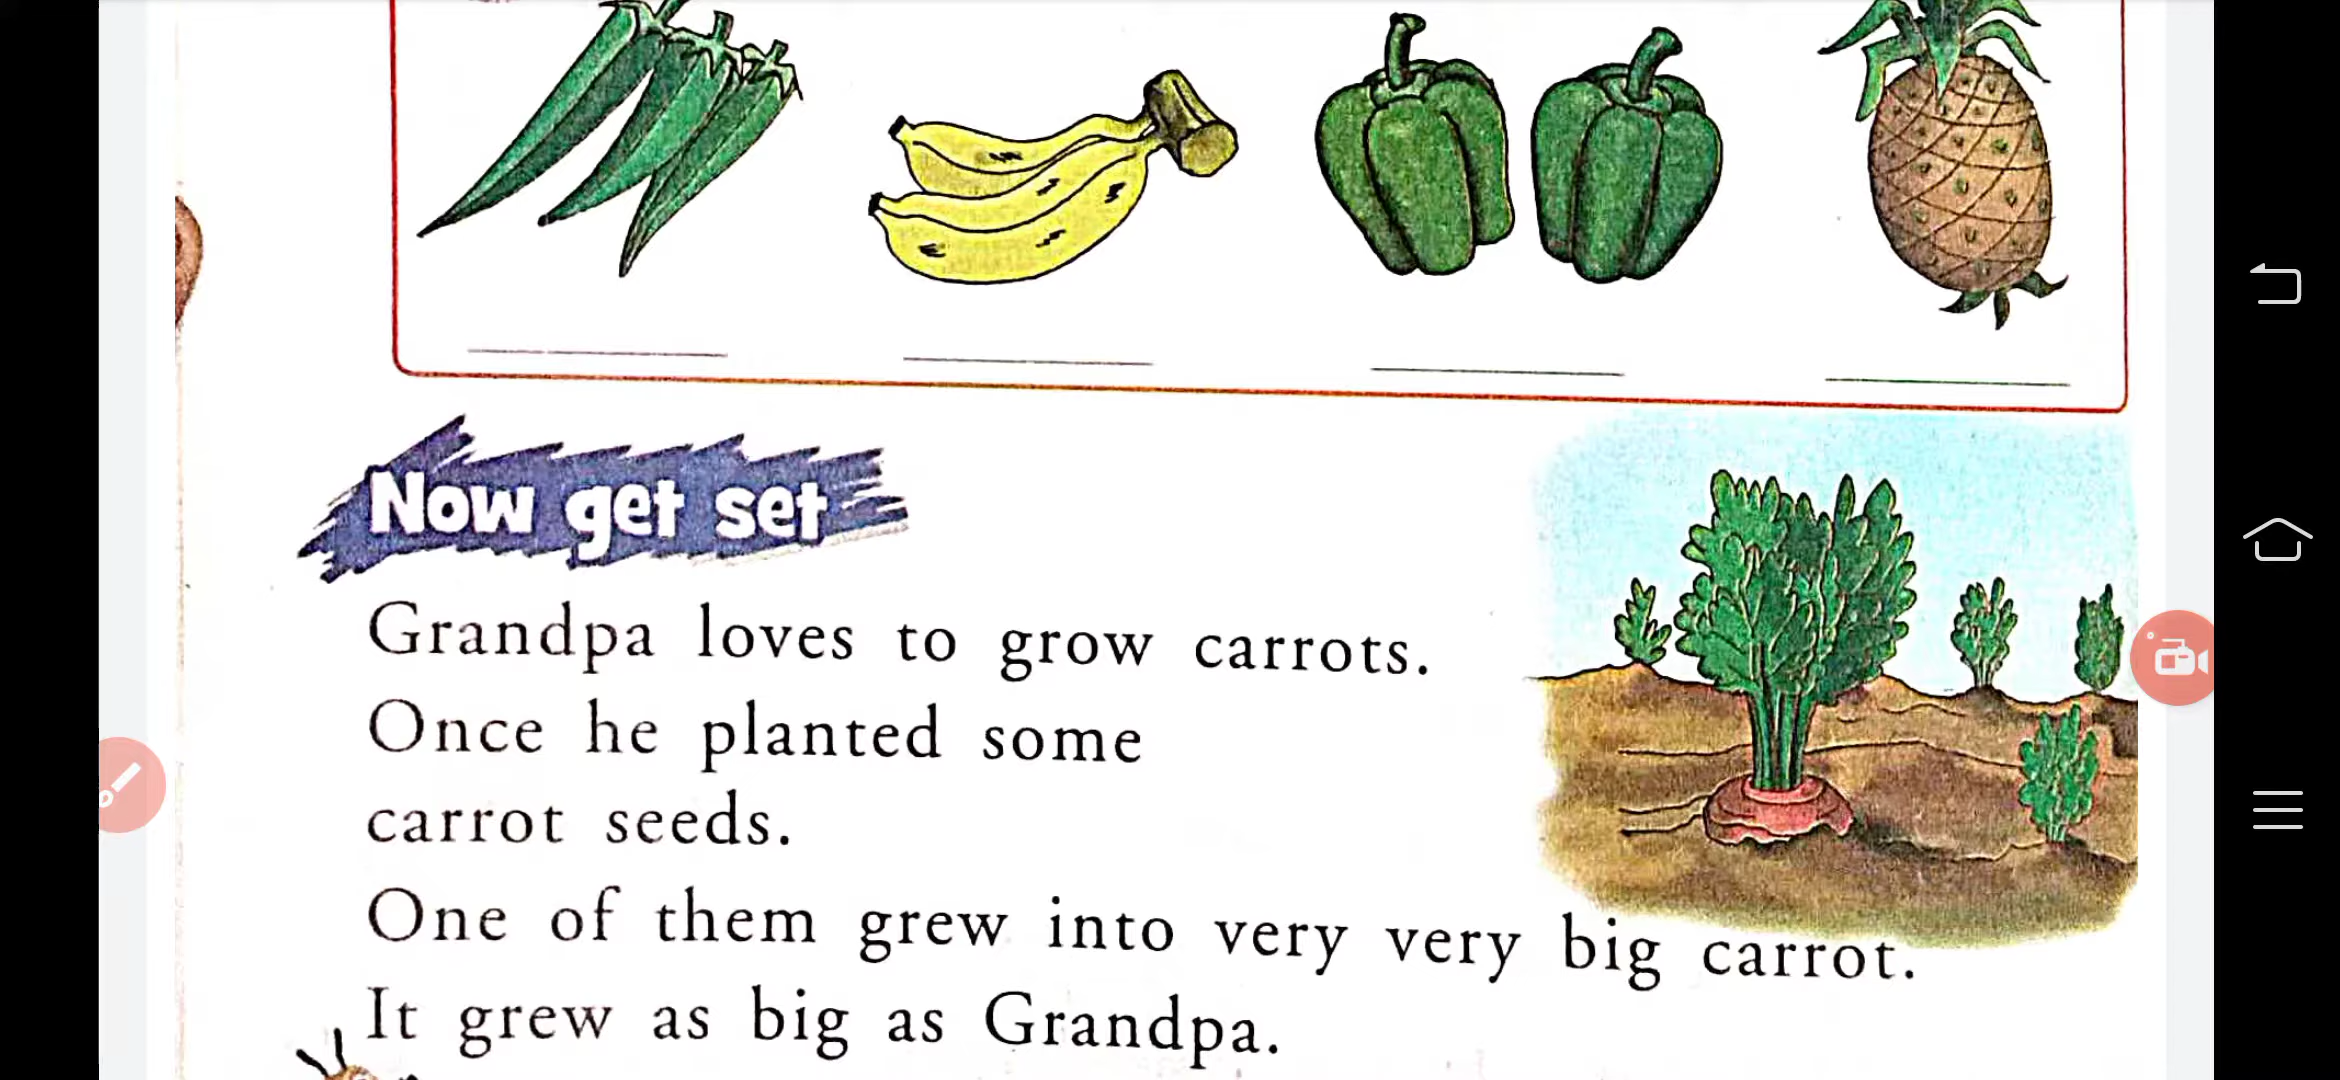 Now get set
Grandpa loves to grow carrots.
Once he planted some
carrot seeds.
One of them grew into very very big carrot.
It grew as big as Grandpa.